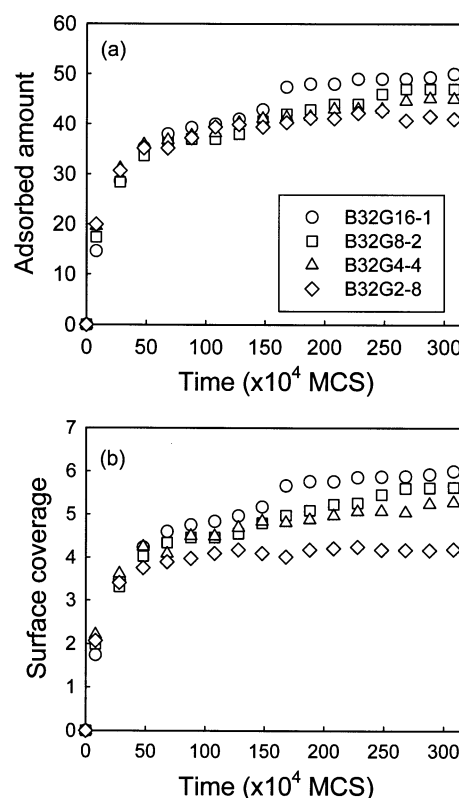 60
(a)
50
40
30
20
10
0
Adsorbed amount
B32G16-1
B32G8-2
B32G4-4
B32G2-8
0 50 100 150 200 250 300
Time (x10⁴ MCS)
7
(b)
6
5
4
3
2
1
0
Surface coverage
0 50 100 150 200 250 300
Time (x10⁴ MCS)